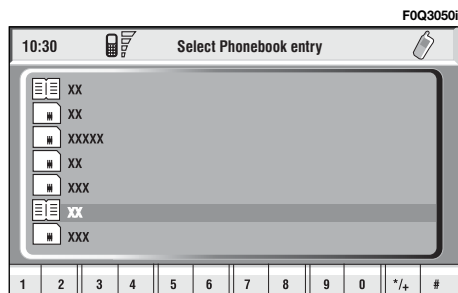 F0Q3050i
10:30 Select Phonebook entry
XX
XX
XXXXX
XX
XXX
XX
XXX
1 2 3 4 5 6 7 8 9 0 */+ #